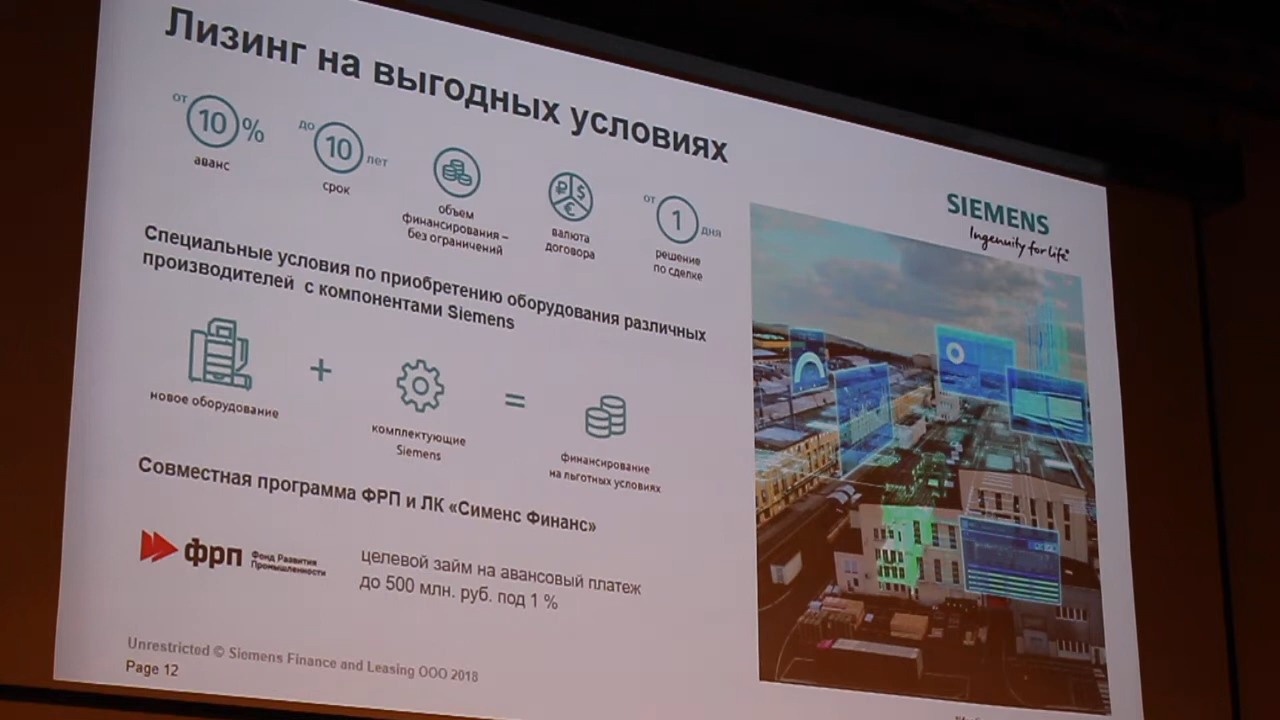 Лизинг на выгодных условиях
от 10 %
аванс
до 10 лет
срок
объем
финансирования –
без ограничений
₽ $ €
валюта
договора
от 1 дня
решение
по сделке
SIEMENS
Ingenuity for life
Специальные условия по приобретению оборудования различных
производителей с компонентами Siemens
новое оборудование
+
комплектующие
Siemens
=
финансирование
на льготных условиях
Совместная программа ФРП и ЛК «Сименс Финанс»
фрп Фонд Развития
Промышленности
целевой займ на авансовый платеж
до 500 млн. руб. под 1 %
Unrestricted © Siemens Finance and Leasing ООО 2018
Page 12